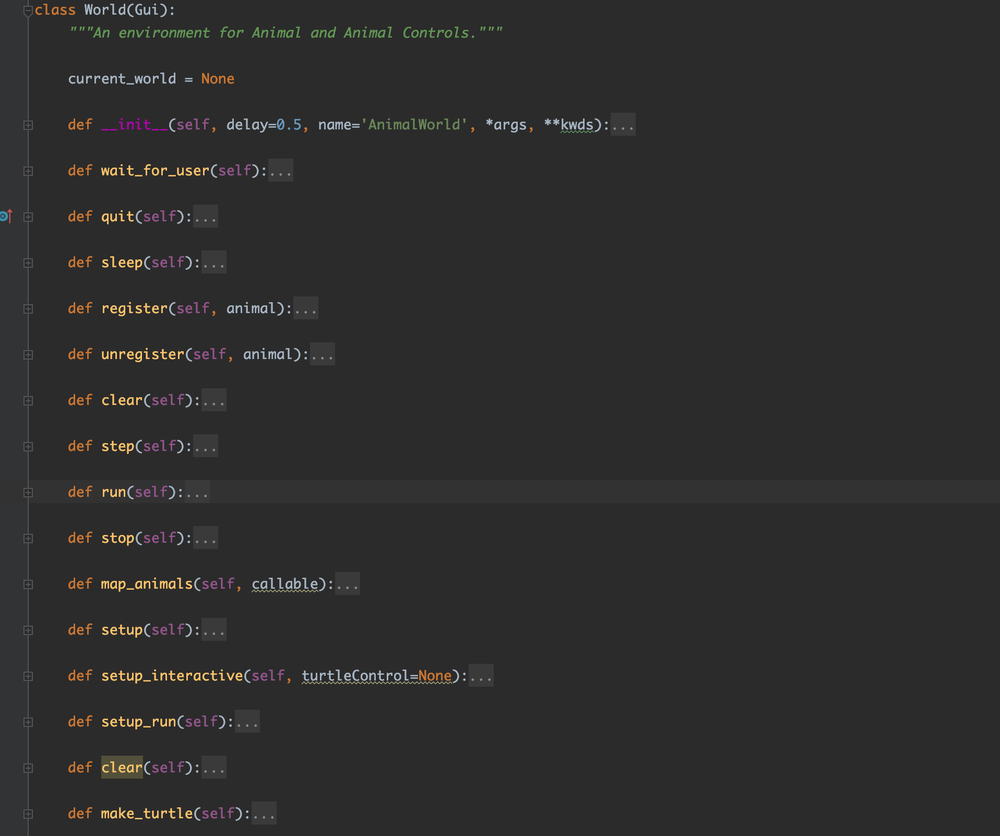 class World(Gui):
"""An environment for Animal and Animal Controls."""
current_world = None
def __init__(self, delay=0.5, name='AnimalWorld', *args, **kwds):...
def wait_for_user(self):...
def quit(self):...
def sleep(self):...
def register(self, animal):...
def unregister(self, animal):...
def clear(self):...
def step(self):...
def run(self):...
def stop(self):...
def map_animals(self, callable):...
def setup(self):...
def setup_interactive(self, turtleControl=None):...
def setup_run(self):...
def clear(self):...
def make_turtle(self):...